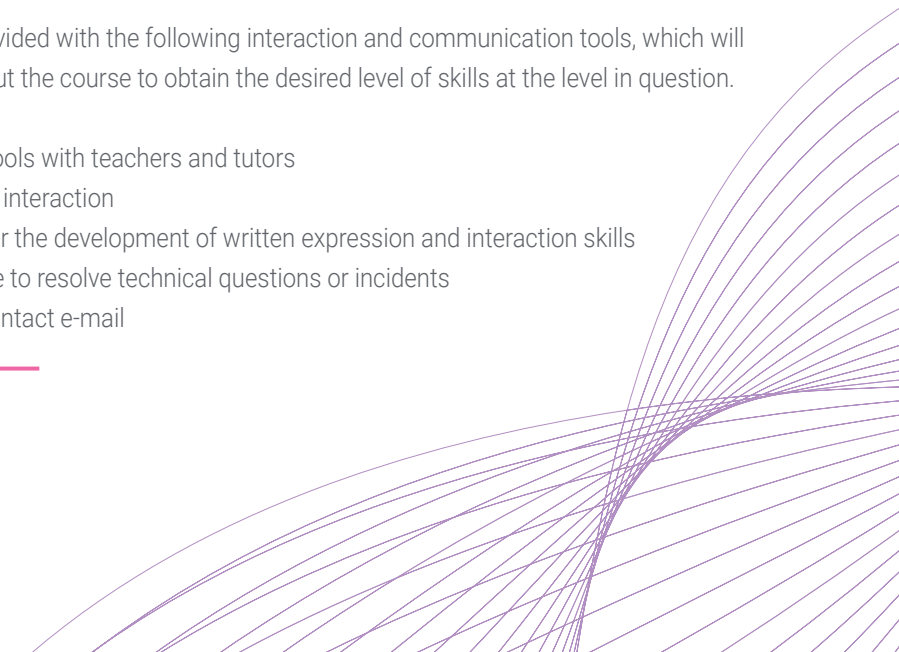 vided with the following interaction and communication tools, which will
ut the course to obtain the desired level of skills at the level in question.
ools with teachers and tutors
interaction
r the development of written expression and interaction skills
e to resolve technical questions or incidents
ntact e-mail